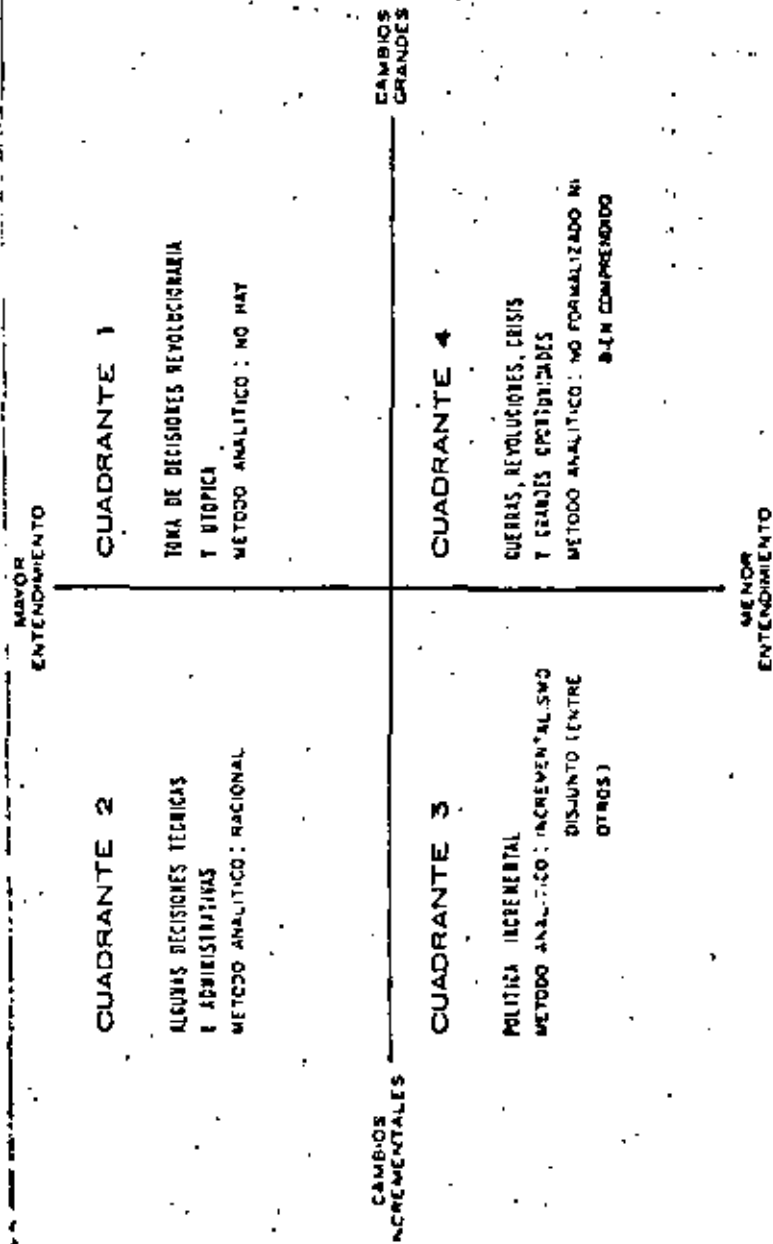 MAYOR
ENTENDIMIENTO
CUADRANTE 2
ALGUNAS DECISIONES TECNICAS
E ADMINISTRATIVAS
METODO ANALITICO : RACIONAL
CUADRANTE 1
TOMA DE DECISIONES REVOLUCIONARIA
Y UTOPICA
METODO ANALITICO : NO HAY
CAMBIOS
INCREMENTALES
CAMBIOS
GRANDES
CUADRANTE 3
POLITICA INCREMENTAL
METODO ANALITICO : INCREMENTALISMO
DISJUNTO (ENTRE
OTROS)
CUADRANTE 4
GUERRAS, REVOLUCIONES, CRISIS
Y GRANDES OPORTUNIDADES
METODO ANALITICO : NO FORMALIZADO NI
BIEN COMPRENDIDO
MENOR
ENTENDIMIENTO